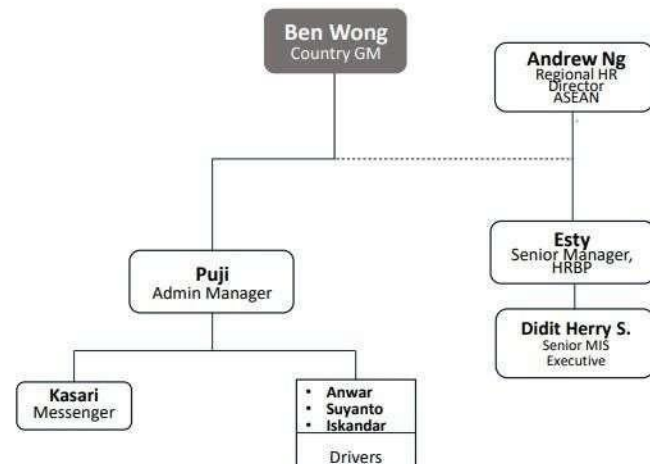 Ben Wong
Country GM
Andrew Ng
Regional HR
Director
ASEAN
Esty
Senior Manager,
HRBP
Puji
Admin Manager
Didit Herry S.
Senior MIS
Executive
Kasari
Messenger
• Anwar
• Suyanto
• Iskandar
Drivers